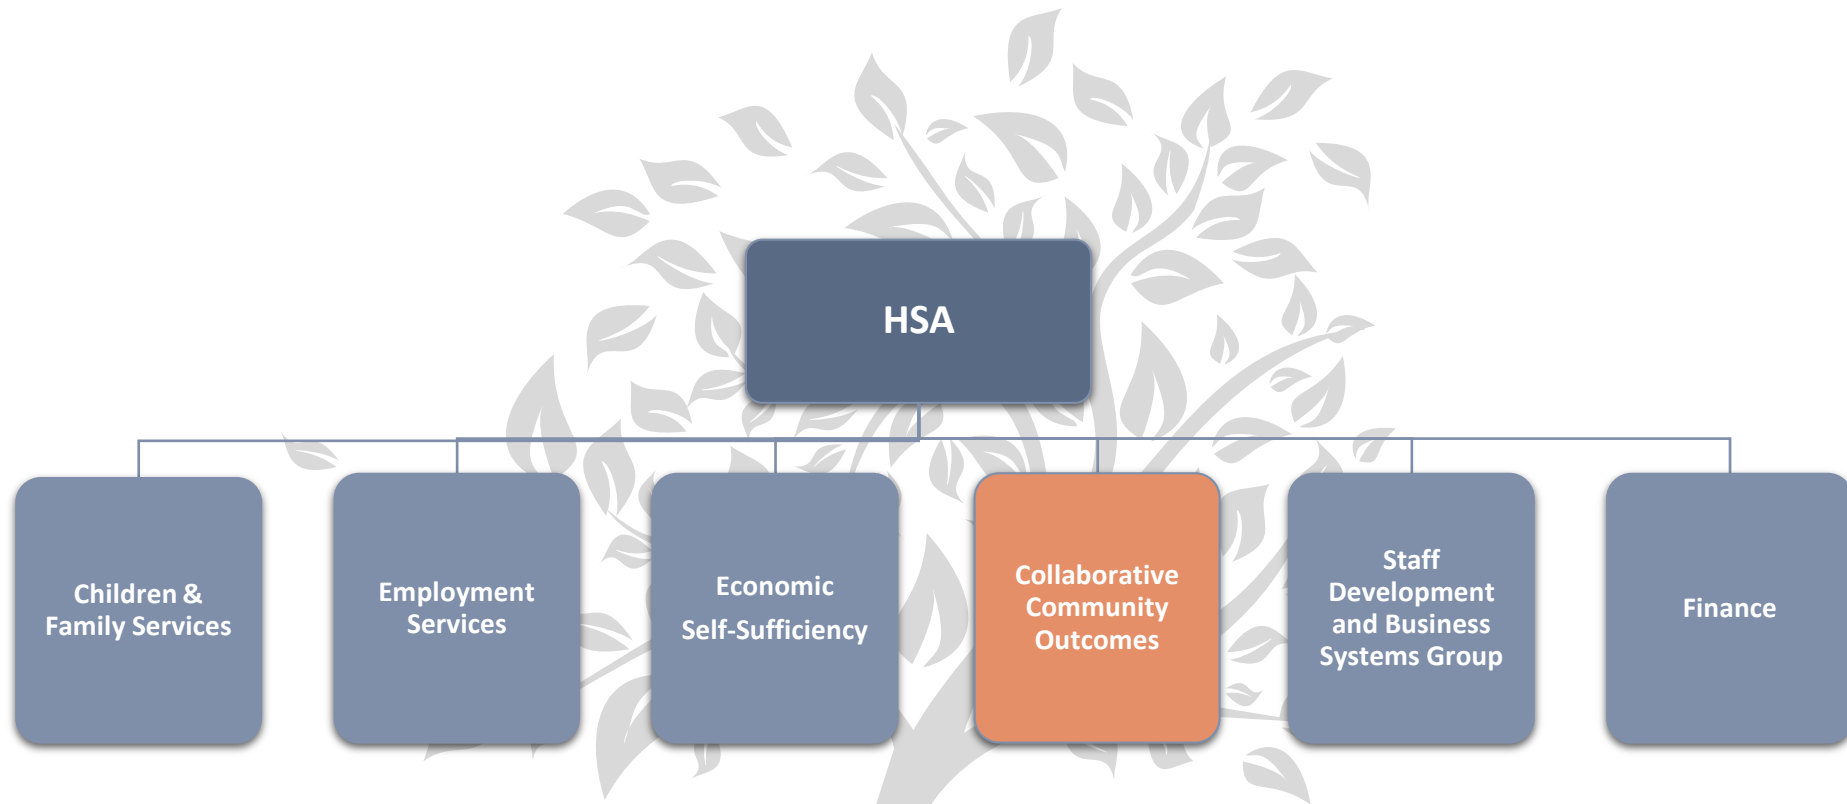 HSA
Children &
Family Services
Employment
Services
Economic
Self-Sufficiency
Collaborative
Community
Outcomes
Staff
Development
and Business
Systems Group
Finance